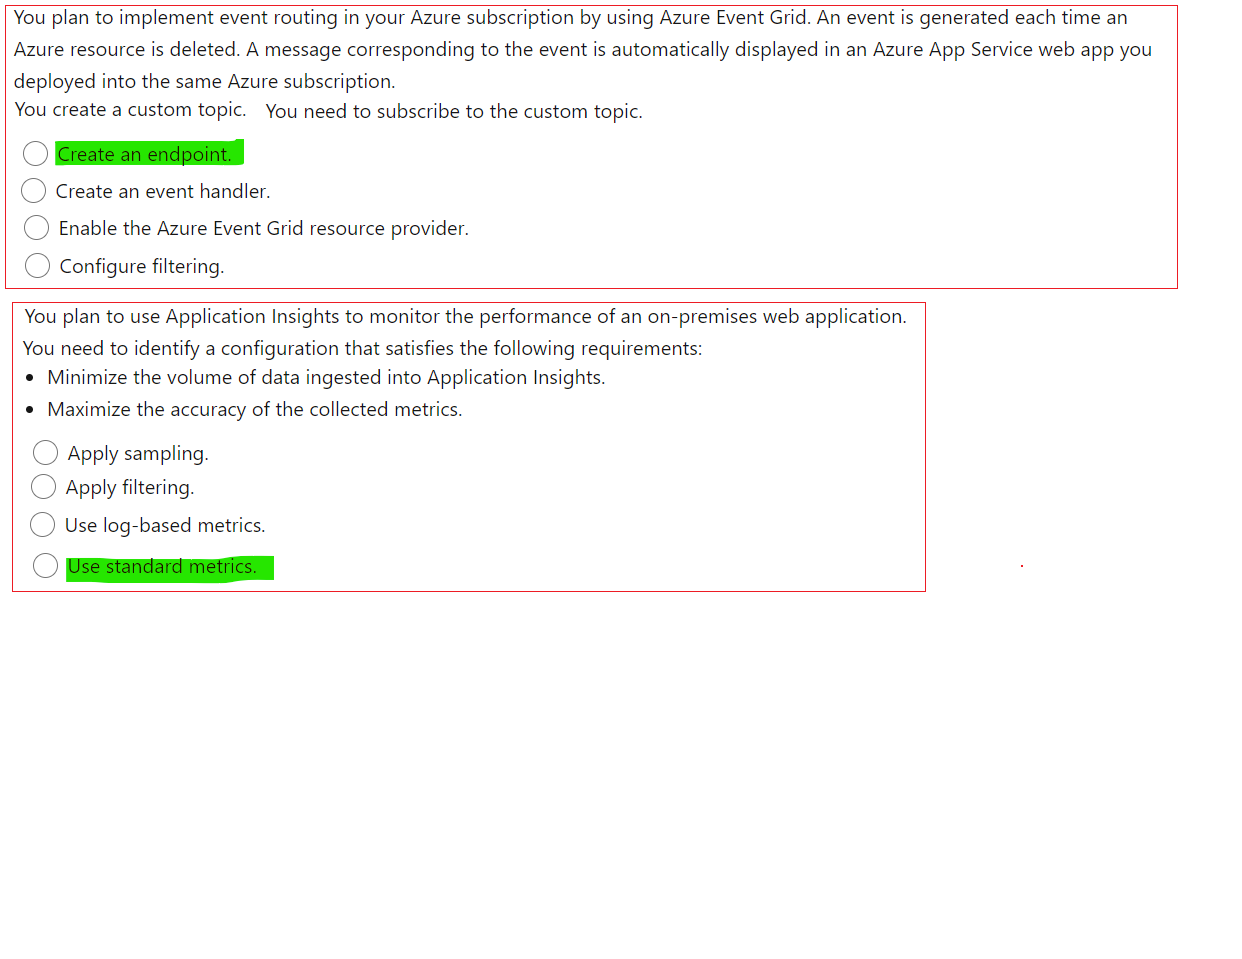 You plan to implement event routing in your Azure subscription by using Azure Event Grid. An event is generated each time an
Azure resource is deleted. A message corresponding to the event is automatically displayed in an Azure App Service web app you
deployed into the same Azure subscription.
You create a custom topic. You need to subscribe to the custom topic.
Create an endpoint.
Create an event handler.
Enable the Azure Event Grid resource provider.
Configure filtering.
You plan to use Application Insights to monitor the performance of an on-premises web application.
You need to identify a configuration that satisfies the following requirements:
• Minimize the volume of data ingested into Application Insights.
• Maximize the accuracy of the collected metrics.
Apply sampling.
Apply filtering.
Use log-based metrics.
Use standard metrics.